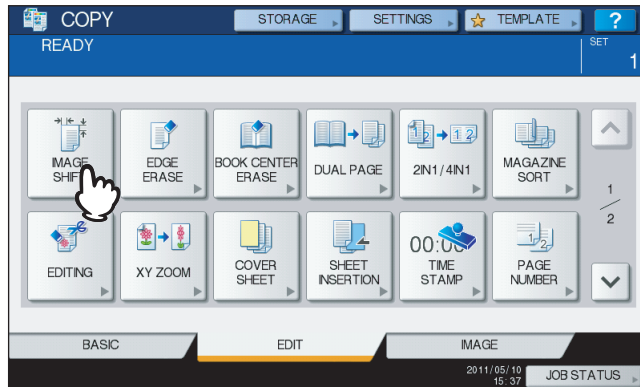 COPY
STORAGE
SETTINGS
TEMPLATE
?
READY
SET
1
IMAGE
SHIFT
EDGE
ERASE
BOOK CENTER
ERASE
DUAL PAGE
2IN1/4IN1
MAGAZINE
SORT
1
2
EDITING
XY ZOOM
COVER
SHEET
SHEET
INSERTION
00:00
TIME
STAMP
PAGE
NUMBER
BASIC
EDIT
IMAGE
2011/05/10
15:37
JOB STATUS